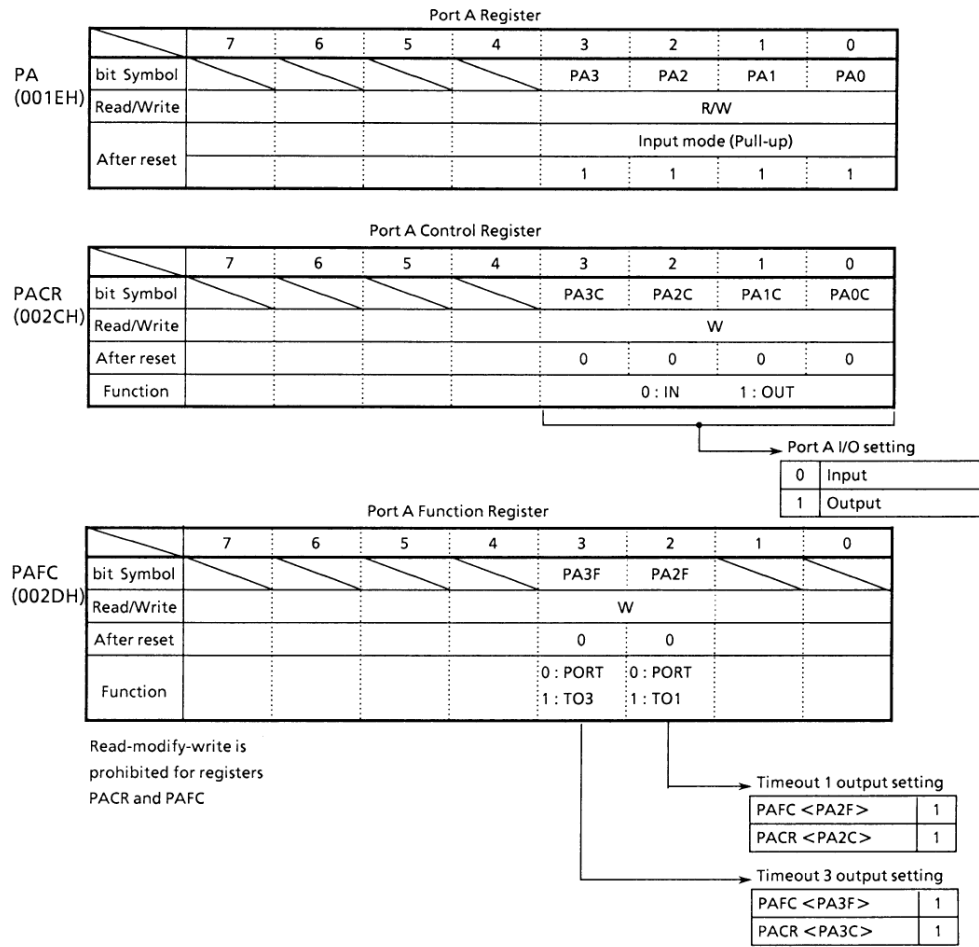 Port A Register
7 6 5 4 3 2 1 0
PA
(001EH)
bit Symbol PA3 PA2 PA1 PA0
Read/Write R/W
After reset Input mode (Pull-up)
1 1 1 1
Port A Control Register
7 6 5 4 3 2 1 0
PACR
(002CH)
bit Symbol PA3C PA2C PA1C PA0C
Read/Write W
After reset 0 0 0 0
Function 0 : IN 1 : OUT
Port A I/O setting
0 Input
1 Output
Port A Function Register
7 6 5 4 3 2 1 0
PAFC
(002DH)
bit Symbol PA3F PA2F
Read/Write W
After reset 0 0
Function
0 : PORT 0 : PORT
1 : TO3 1 : TO1
Read-modify-write is
prohibited for registers
PACR and PAFC
Timeout 1 output setting
PAFC <PA2F> 1
PACR <PA2C> 1
Timeout 3 output setting
PAFC <PA3F> 1
PACR <PA3C> 1